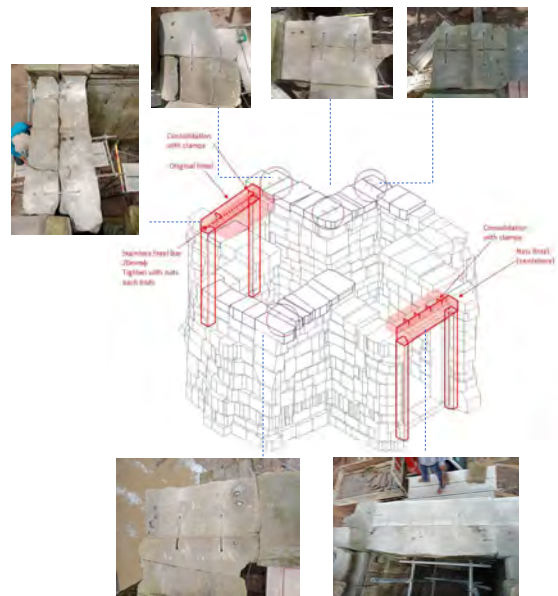 Consolidation
with clamps
Original lintel
Stainless Steel bar
20mmφ
Tighten with nuts
each ends
Consolidation
with clamps
New lintel
(sandstone)